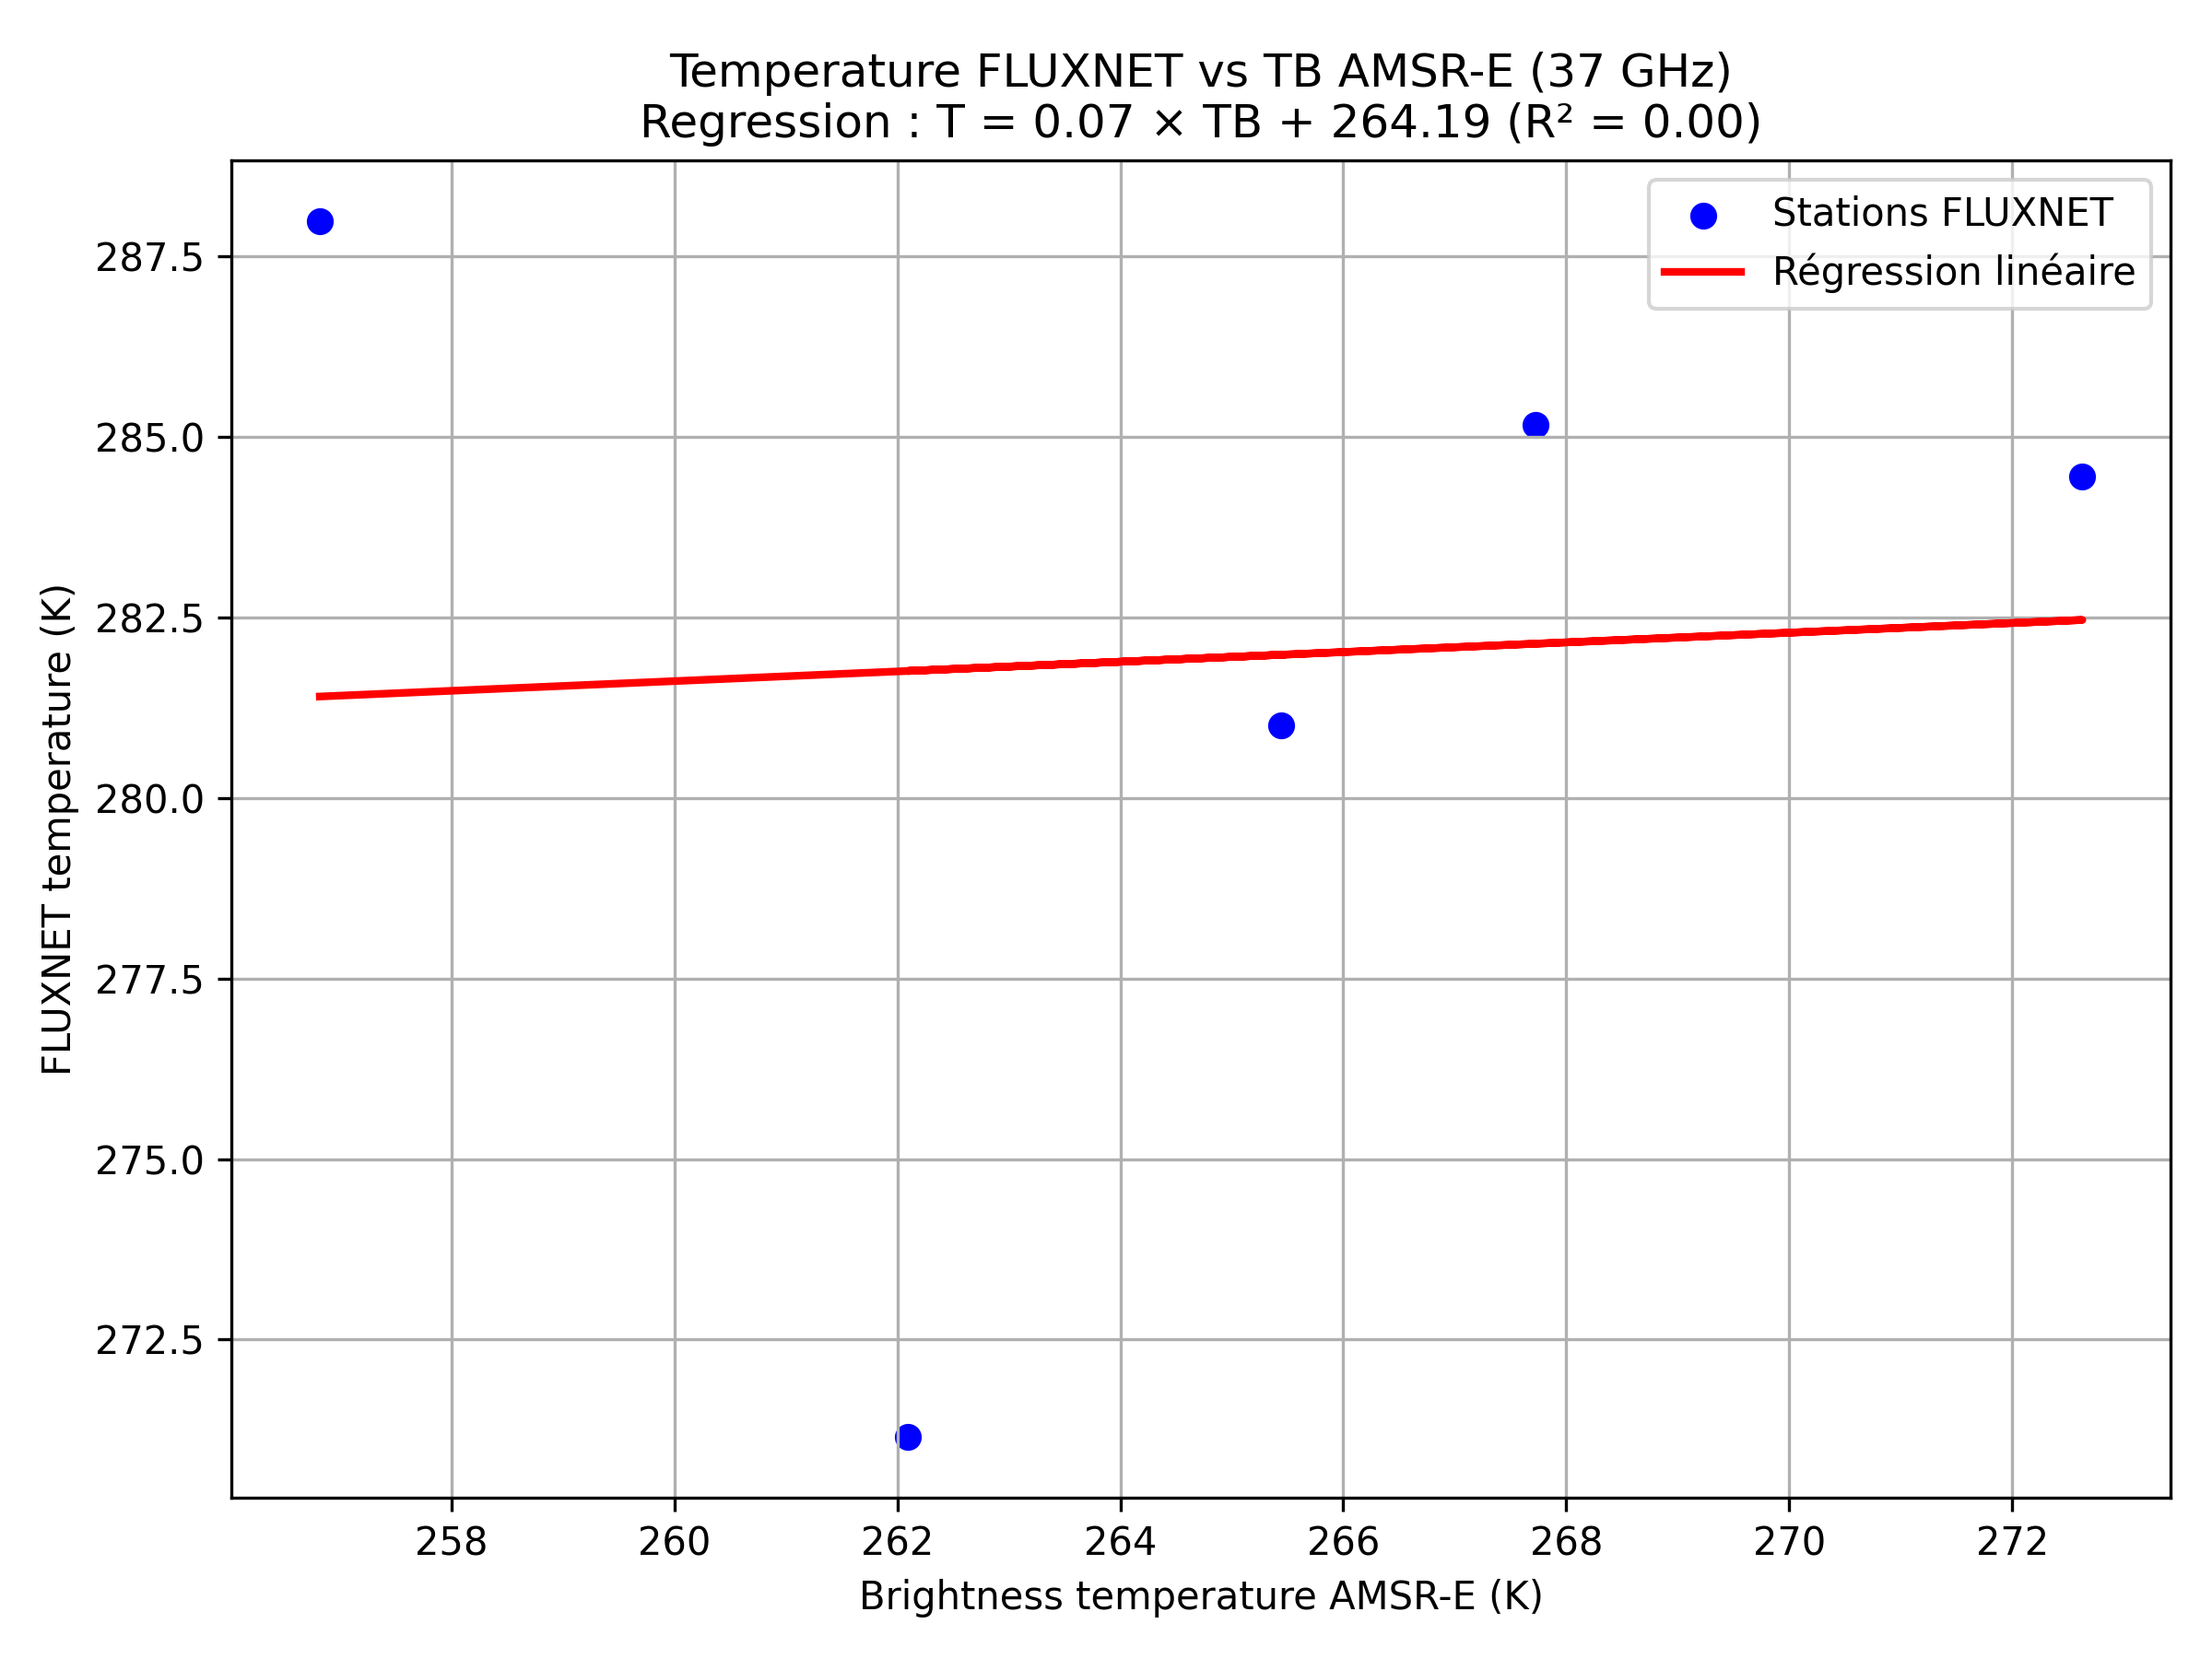 Temperature FLUXNET vs TB AMSR-E (37 GHz)
Regression : T = 0.07 × TB + 264.19 (R² = 0.00)
Stations FLUXNET
Régression linéaire
FLUXNET temperature (K)
287.5
285.0
282.5
280.0
277.5
275.0
272.5
258 260 262 264 266 268 270 272
Brightness temperature AMSR-E (K)